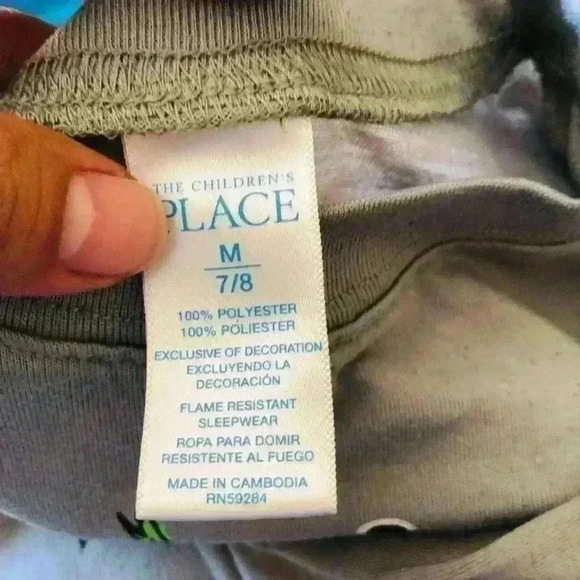 THE CHILDREN'S
PLACE
M
7/8
100% POLYESTER
100% POLIESTER
EXCLUSIVE OF DECORATION
EXCLUYENDO LA
DECORACIÓN
FLAME RESISTANT
SLEEPWEAR
ROPA PARA DOMIR
RESISTENTE AL FUEGO
MADE IN CAMBODIA
RN59284